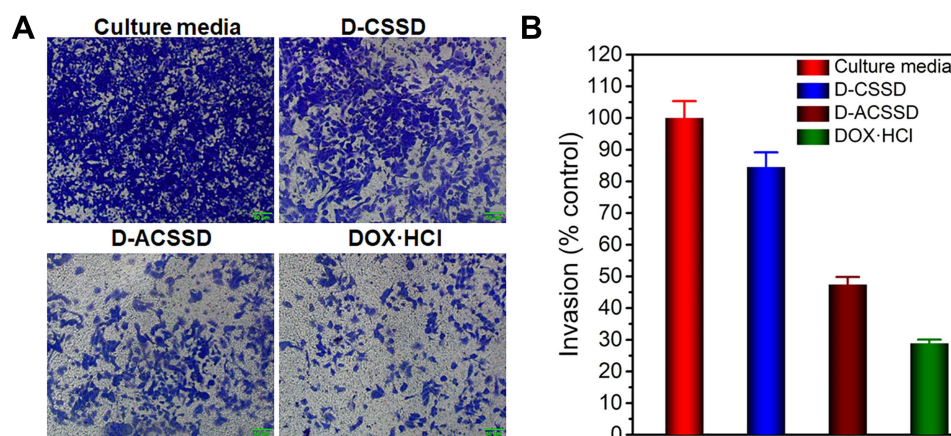 A
Culture media
D-CSSD
D-ACSSD
DOX·HCl
B
Invasion (% control)
120
110
100
90
80
70
60
50
40
30
20
10
0
Culture media
D-CSSD
D-ACSSD
DOX·HCl